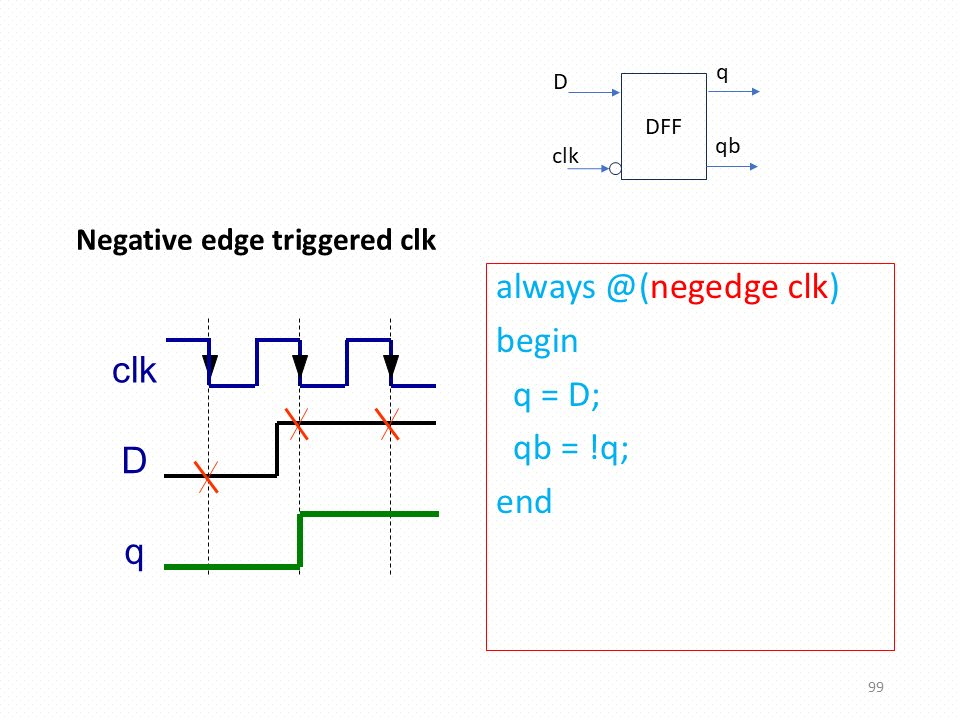 D
q
DFF
clk
qb
Negative edge triggered clk
always @(negedge clk)
begin
q = D;
qb = !q;
end
clk
D
q
99